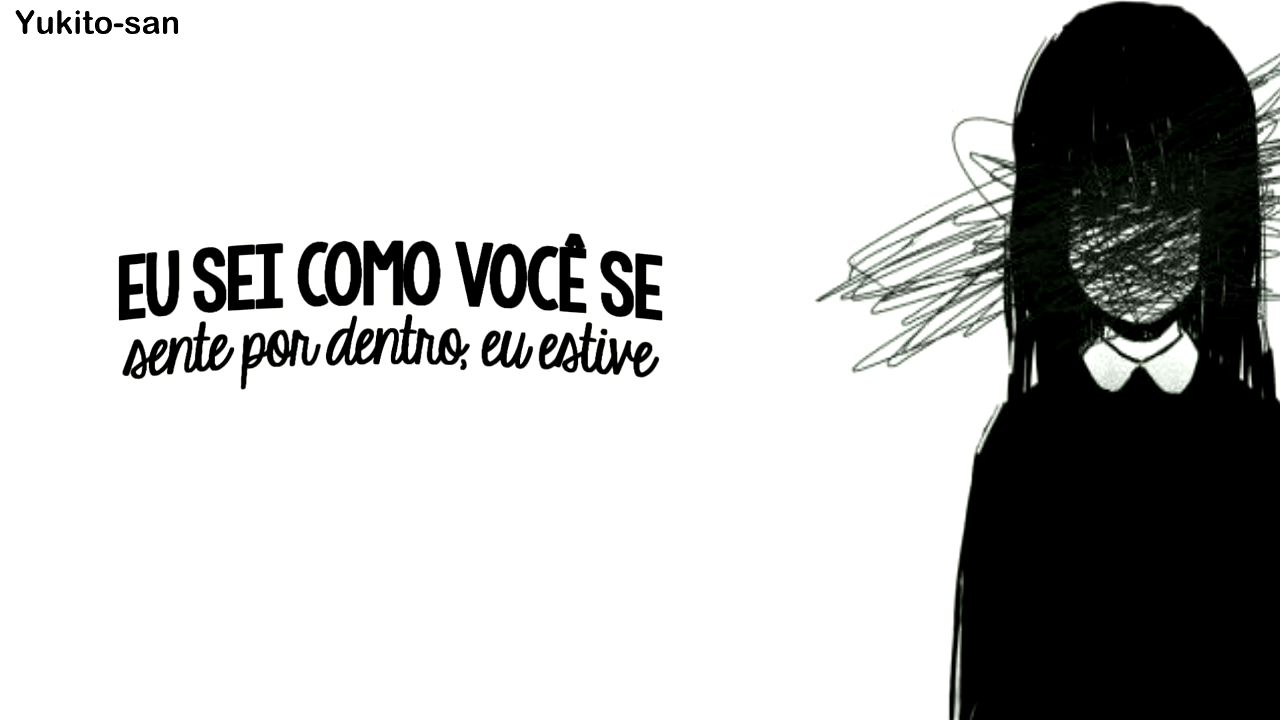 Yukito-san
EU SEI COMO VOCÊ SE
sente por dentro, eu estive